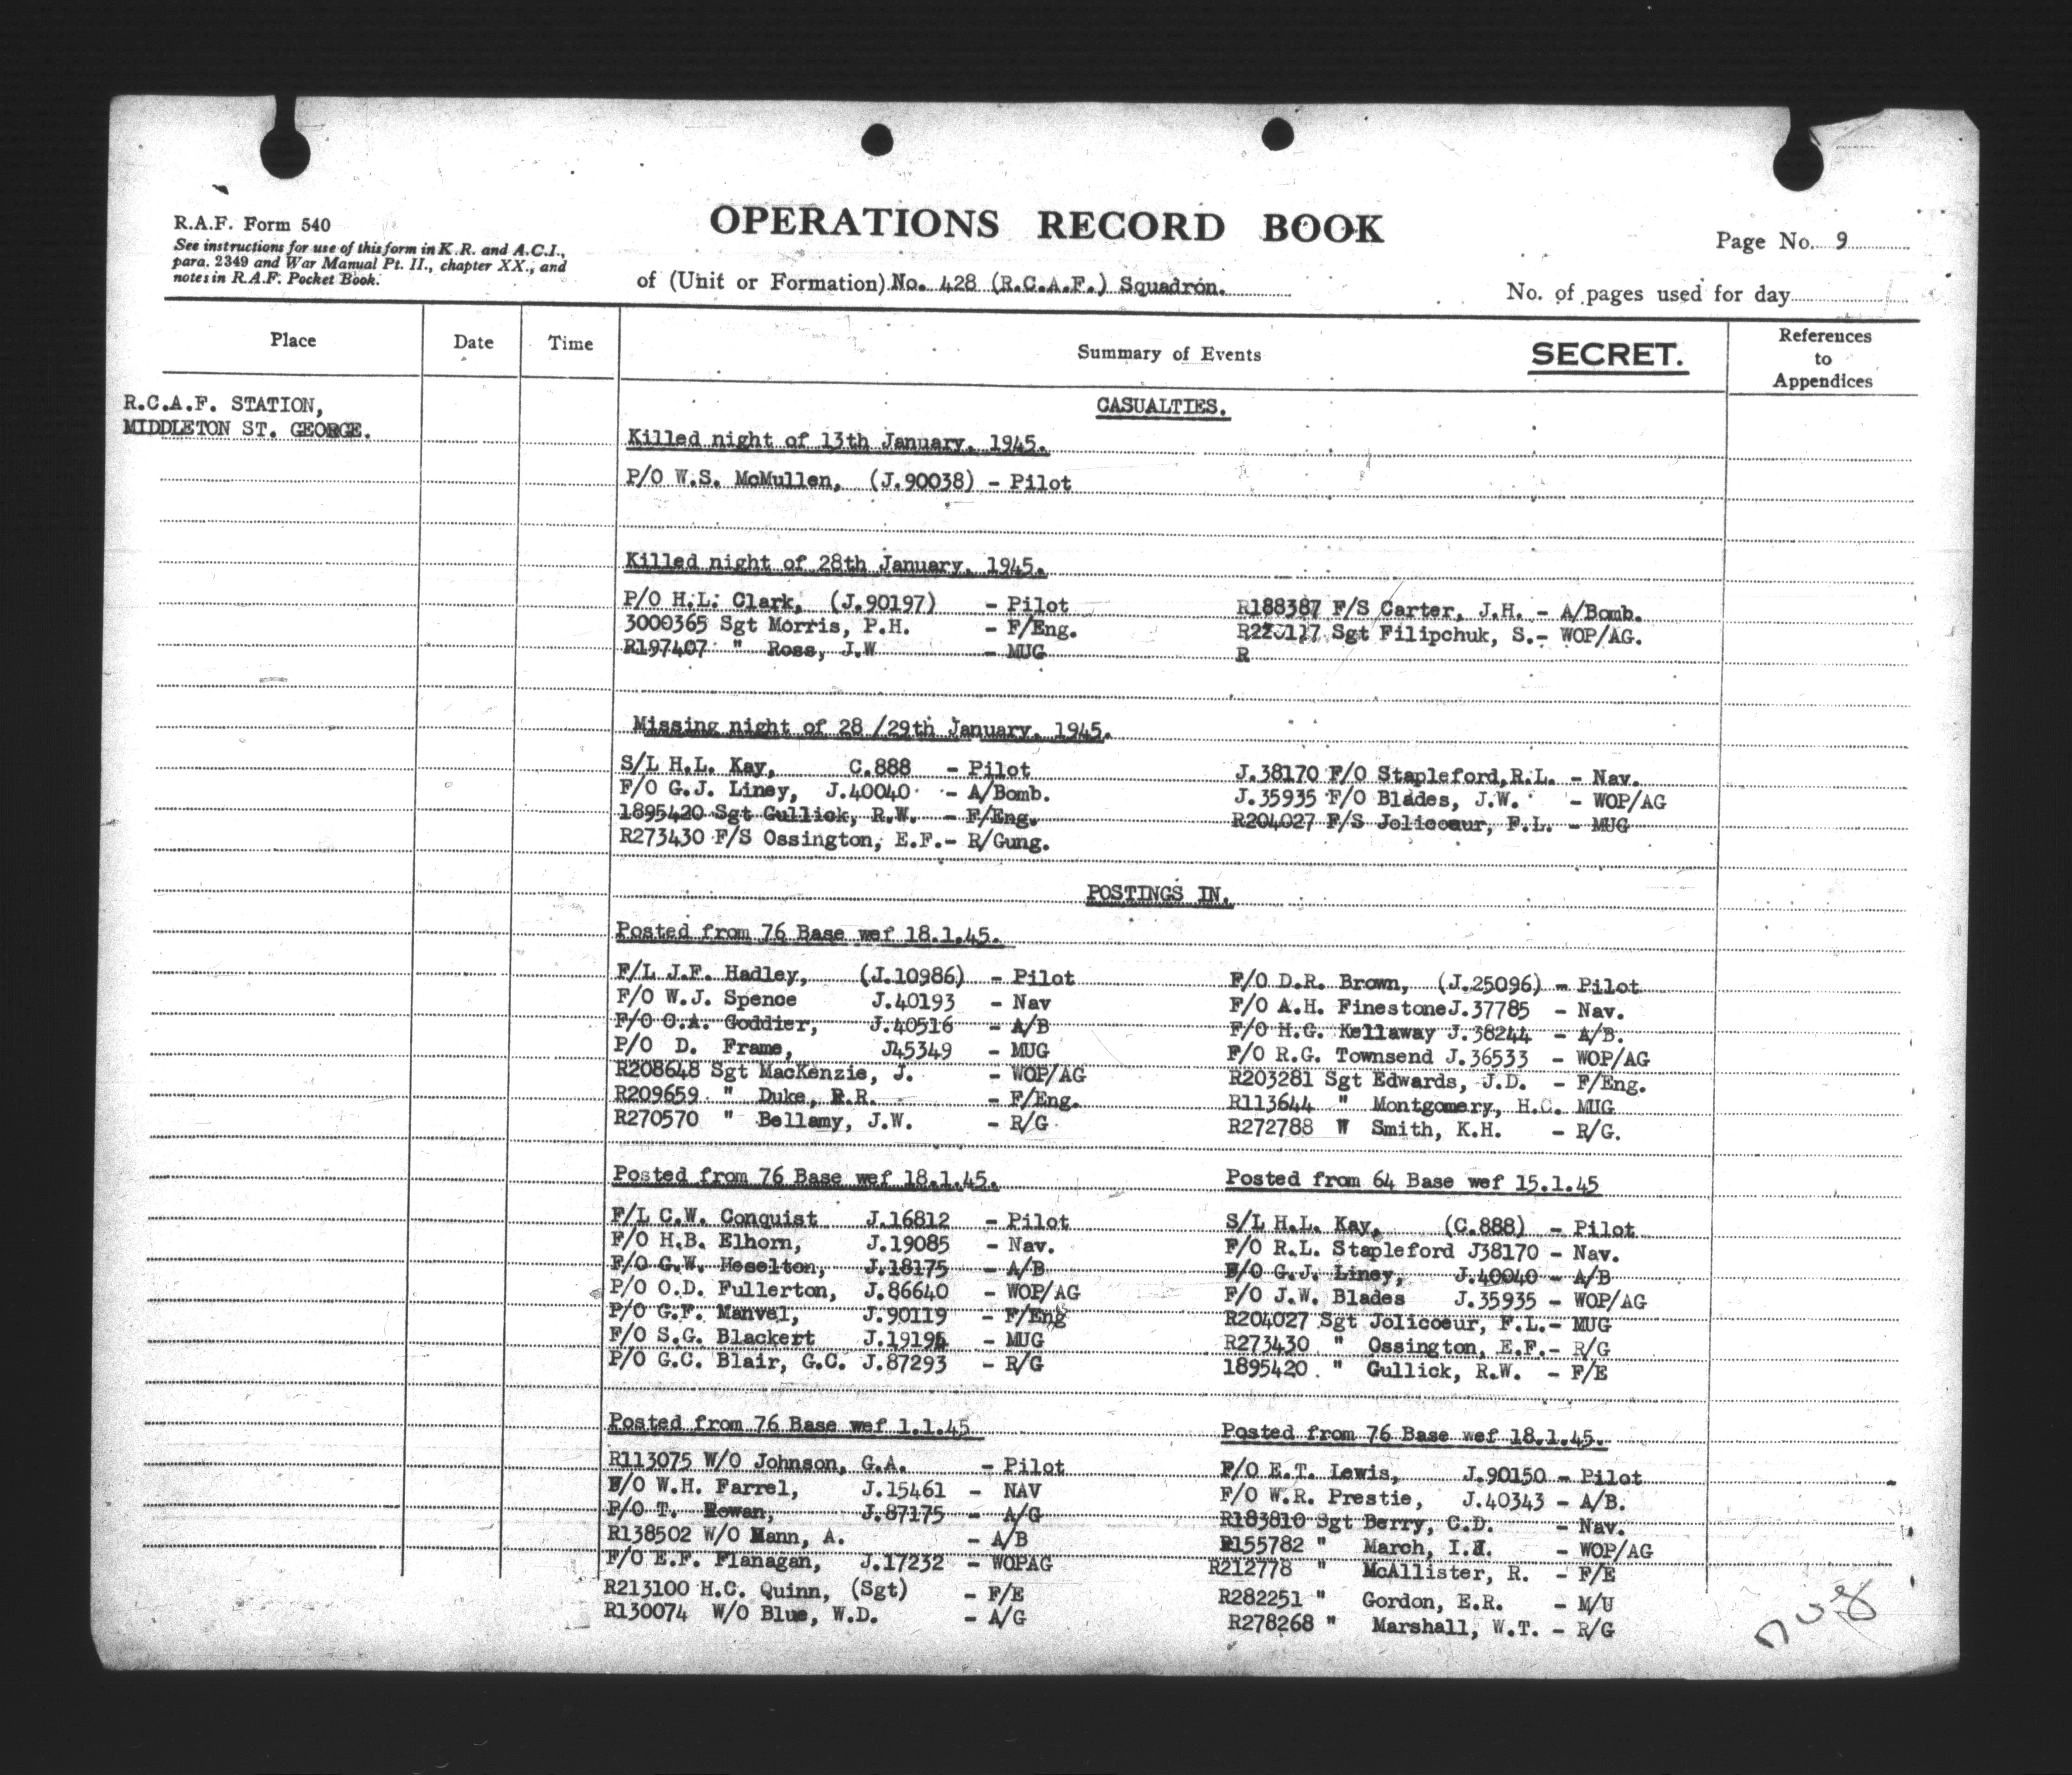 R.A.F. Form 540
See instructions for use of this form in K.R. and A.C.I.,
para. 2349 and War Manual Pt. II., chapter XX., and
notes in R.A.F. Pocket Book.
OPERATIONS RECORD BOOK
of (Unit or Formation) No. 428 (R.C.A.F.) Squadron.
Page No. 9
No. of pages used for day
Place Date Time Summary of Events SECRET. References to Appendices
R.C.A.F. STATION,
MIDDLETON ST. GEORGE.
CASUALTIES.
Killed night of 13th January, 1945.
P/O W.S. McMullen, (J.90038) - Pilot
Killed night of 28th January, 1945.
P/O H.L. Clark, (J.90197) - Pilot R188387 F/S Carter, J.H. - A/Bomb.
3000365 Sgt Morris, P.H. - F/Eng. Sgt Filipchuk, S.- WOP/AG.
R197407 " Ross, J.W - MUG R
Missing night of 28/29th January, 1945.
S/L H.L. Kay, C.888 - Pilot J.38170 F/O Stapleford,R.L. - Nav.
F/O G.J. Liney, J.40040 - A/Bomb. J.35935 F/O Blades, J.W. - WOP/AG
1895420 Sgt Gullick, R.W. - F/Eng. R204027 F/S Jolicoeur, F.L. - MUG
R273430 F/S Ossington, E.F.- R/Gung.
POSTINGS IN.
Posted from 76 Base wef 18.1.45.
F/L J.F. Hadley, (J.10986) - Pilot F/O D.R. Brown, (J.25096) - Pilot
F/O W.J. Spence J.40193 - Nav F/O A.H. FinestoneJ.37785 - Nav.
F/O O.A. Goddier, J.40516 - A/B F/O H.G. Kellaway J.38244 - A/B.
P/O D. Frame, J45349 - MUG F/O R.G. Townsend J.36533 - WOP/AG
R208648 Sgt MacKenzie, J. - WOP/AG R203281 Sgt Edwards, J.D. - F/Eng.
R209659 " Duke, R.R. - F/Eng. R113644 " Montgomery, H.C. MUG
R270570 " Bellamy, J.W. - R/G R272788 W Smith, K.H. - R/G.
Posted from 76 Base wef 18.1.45. Posted from 64 Base wef 15.1.45
F/L C.W. Conquist J.16812 - Pilot S/L H.L. Kay, (C.888) - Pilot
F/O H.B. Elhorn, J.19085 - Nav. F/O R.L. Stapleford J38170 - Nav.
F/O G.W. Heselton, J.18175 - A/B F/O G.J. Liney, J.40040 - A/B
P/O O.D. Fullerton, J.86640 - WOP/AG F/O J.W. Blades J.35935 - WOP/AG
P/O G.F. Manvel, J.90119 - F/Eng R204027 Sgt Jolicoeur, F.L.- MUG
F/O S.G. Blackert J.19194 - MUG R273430 " Ossington, E.F.- R/G
P/O G.C. Blair, G.C. J.87293 - R/G 1895420 " Gullick, R.W. - F/E
Posted from 76 Base wef 1.1.45 Posted from 76 Base wef 18.1.45.
R113075 W/O Johnson, G.A. - Pilot P/O E.T. Lewis, J.90150 - Pilot
F/O W.H. Farrel, J.15461 - NAV F/O W.R. Prestie, J.40343 - A/B.
P/O T. Rowan, J.87175 - A/G R183810 Sgt Berry, C.D. - Nav.
R138502 W/O Mann, A. - A/B R155782 " March, - WOP/AG
F/O E.F. Flanagan, J.17232 - WOPAG R212778 " McAllister, R. - F/E
R213100 H.C. Quinn, (Sgt) - F/E R282251 " Gordon, E.R. - M/U
R130074 W/O Blue, W.D. - A/G R278268 " Marshall, W.T. - R/G